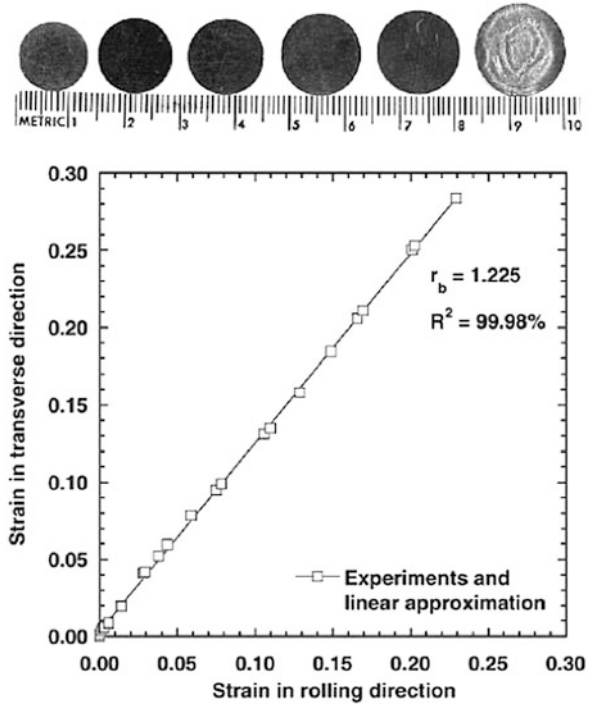 METRIC 1 2 3 4 5 6 7 8 9 10
0.30
0.25
0.20
0.15
0.10
0.05
0.00
Strain in transverse direction
r_b = 1.225
R² = 99.98%
Experiments and
linear approximation
0.00 0.05 0.10 0.15 0.20 0.25 0.30
Strain in rolling direction